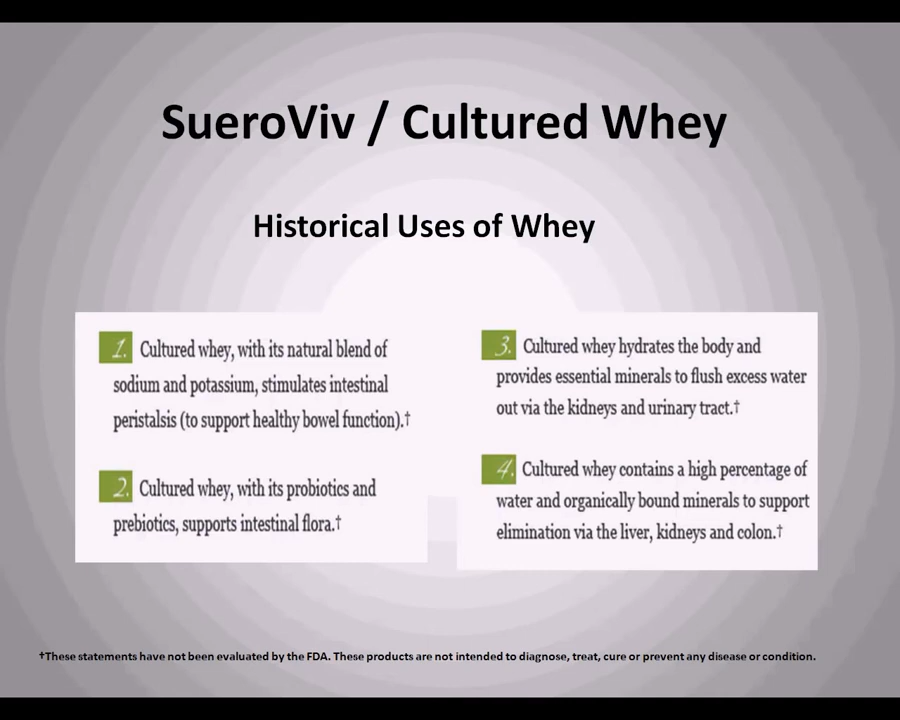 SueroViv / Cultured Whey
Historical Uses of Whey
1. Cultured whey, with its natural blend of
sodium and potassium, stimulates intestinal
peristalsis (to support healthy bowel function).†
2. Cultured whey, with its probiotics and
prebiotics, supports intestinal flora.†
3. Cultured whey hydrates the body and
provides essential minerals to flush excess water
out via the kidneys and urinary tract.†
4. Cultured whey contains a high percentage of
water and organically bound minerals to support
elimination via the liver, kidneys and colon.†
†These statements have not been evaluated by the FDA. These products are not intended to diagnose, treat, cure or prevent any disease or condition.